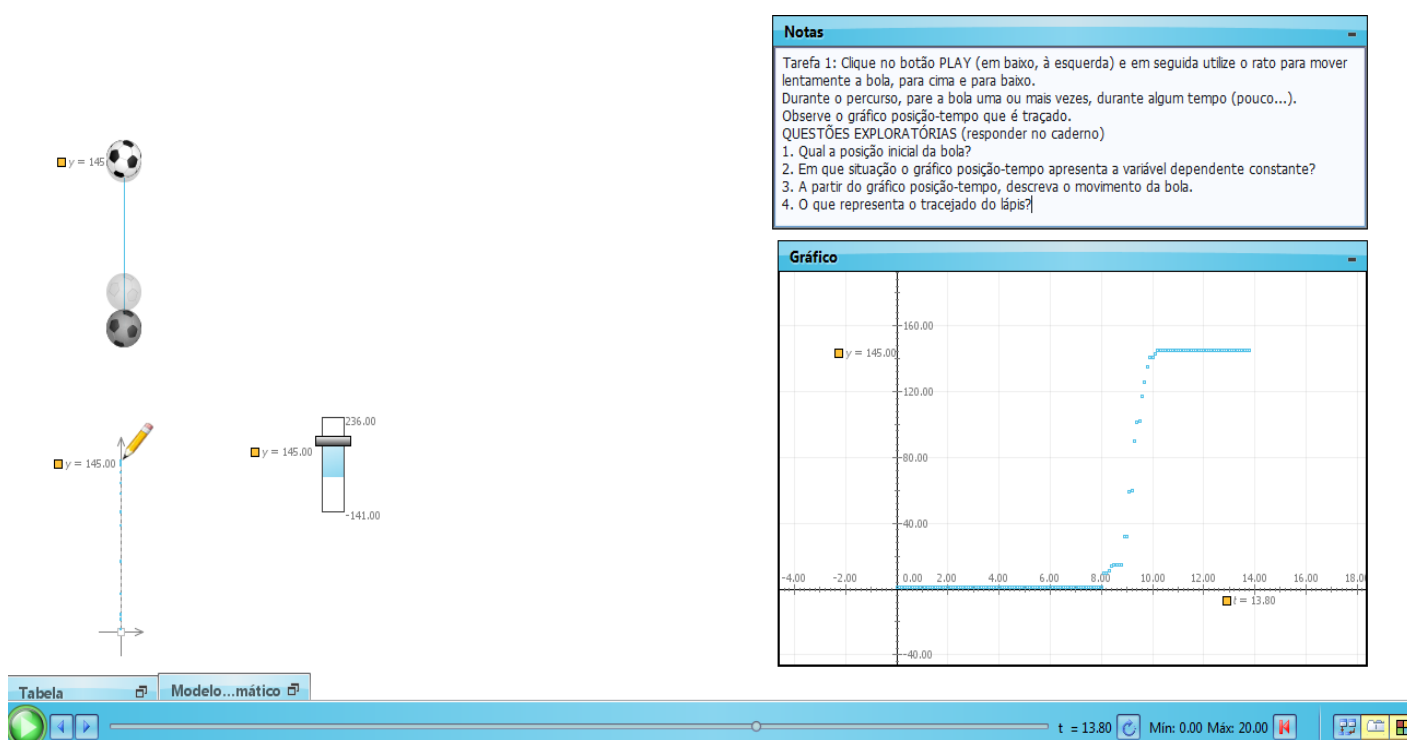 Notas
Tarefa 1: Clique no botão PLAY (em baixo, à esquerda) e em seguida utilize o rato para mover
lentamente a bola, para cima e para baixo.
Durante o percurso, pare a bola uma ou mais vezes, durante algum tempo (pouco...).
Observe o gráfico posição-tempo que é traçado.
QUESTÕES EXPLORATÓRIAS (responder no caderno)
1. Qual a posição inicial da bola?
2. Em que situação o gráfico posição-tempo apresenta a variável dependente constante?
3. A partir do gráfico posição-tempo, descreva o movimento da bola.
4. O que representa o tracejado do lápis?
y = 145
y = 145.00
y = 145.00
236.00
-141.00
Gráfico
160.00
y = 145.00
120.00
80.00
40.00
-4.00 -2.00 0.00 2.00 4.00 6.00 8.00 10.00 12.00 14.00 16.00 18.0
t = 13.80
-40.00
Tabela
Modelo...mático
t = 13.80 Mín: 0.00 Máx: 20.00